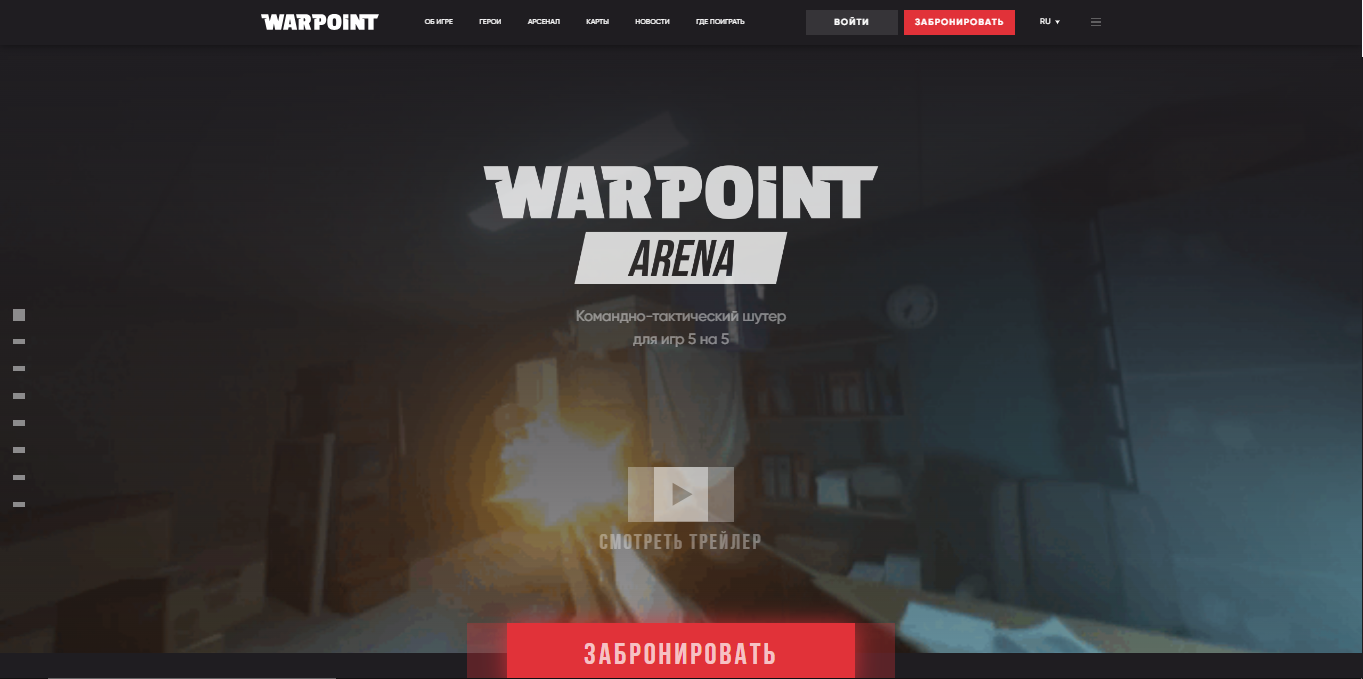 WARPOINT
ОБ ИГРЕ
ГЕРОИ
АРСЕНАЛ
КАРТЫ
НОВОСТИ
ГДЕ ПОИГРАТЬ
ВОЙТИ
ЗАБРОНИРОВАТЬ
RU
WARPOINT
ARENA
Командно-тактический шутер
для игр 5 на 5
СМОТРЕТЬ ТРЕЙЛЕР
ЗАБРОНИРОВАТЬ